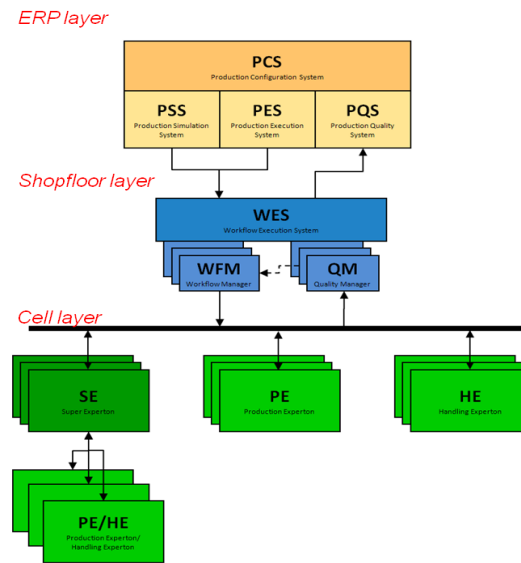 ERP layer
PCS
Production Configuration System
PSS
Production Simulation
System
PES
Production Execution
System
PQS
Production Quality
System
Shopfloor layer
WES
Workflow Execution System
WFM
Workflow Manager
QM
Quality Manager
Cell layer
SE
Super Experton
PE
Production Experton
HE
Handling Experton
PE/HE
Production Experton/
Handling Experton